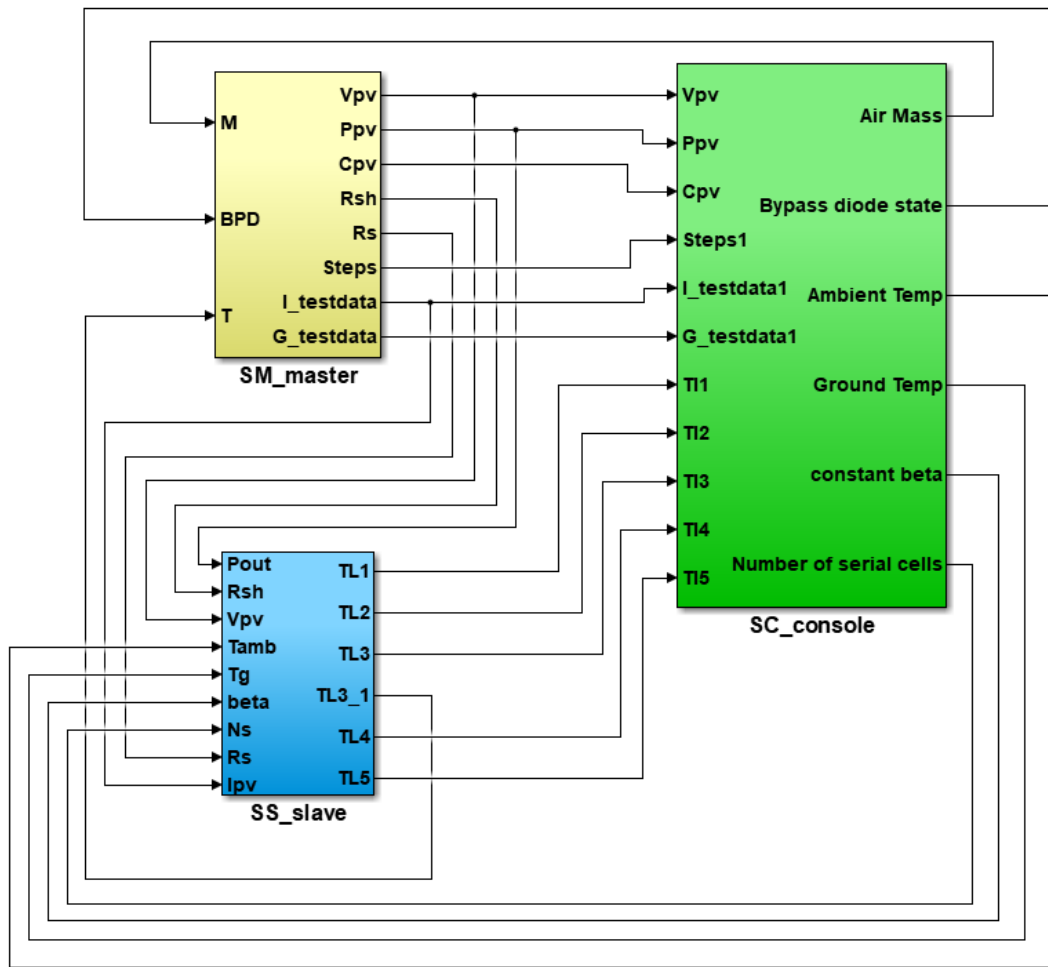 M
BPD
T
Vpv
Ppv
Cpv
Rsh
Rs
Steps
I_testdata
G_testdata
SM_master
Vpv
Ppv
Cpv
Steps1
I_testdata1
G_testdata1
TI1
TI2
TI3
TI4
TI5
Air Mass
Bypass diode state
Ambient Temp
Ground Temp
constant beta
Number of serial cells
SC_console
Pout
Rsh
Vpv
Tamb
Tg
beta
Ns
Rs
Ipv
TL1
TL2
TL3
TL3_1
TL4
TL5
SS_slave